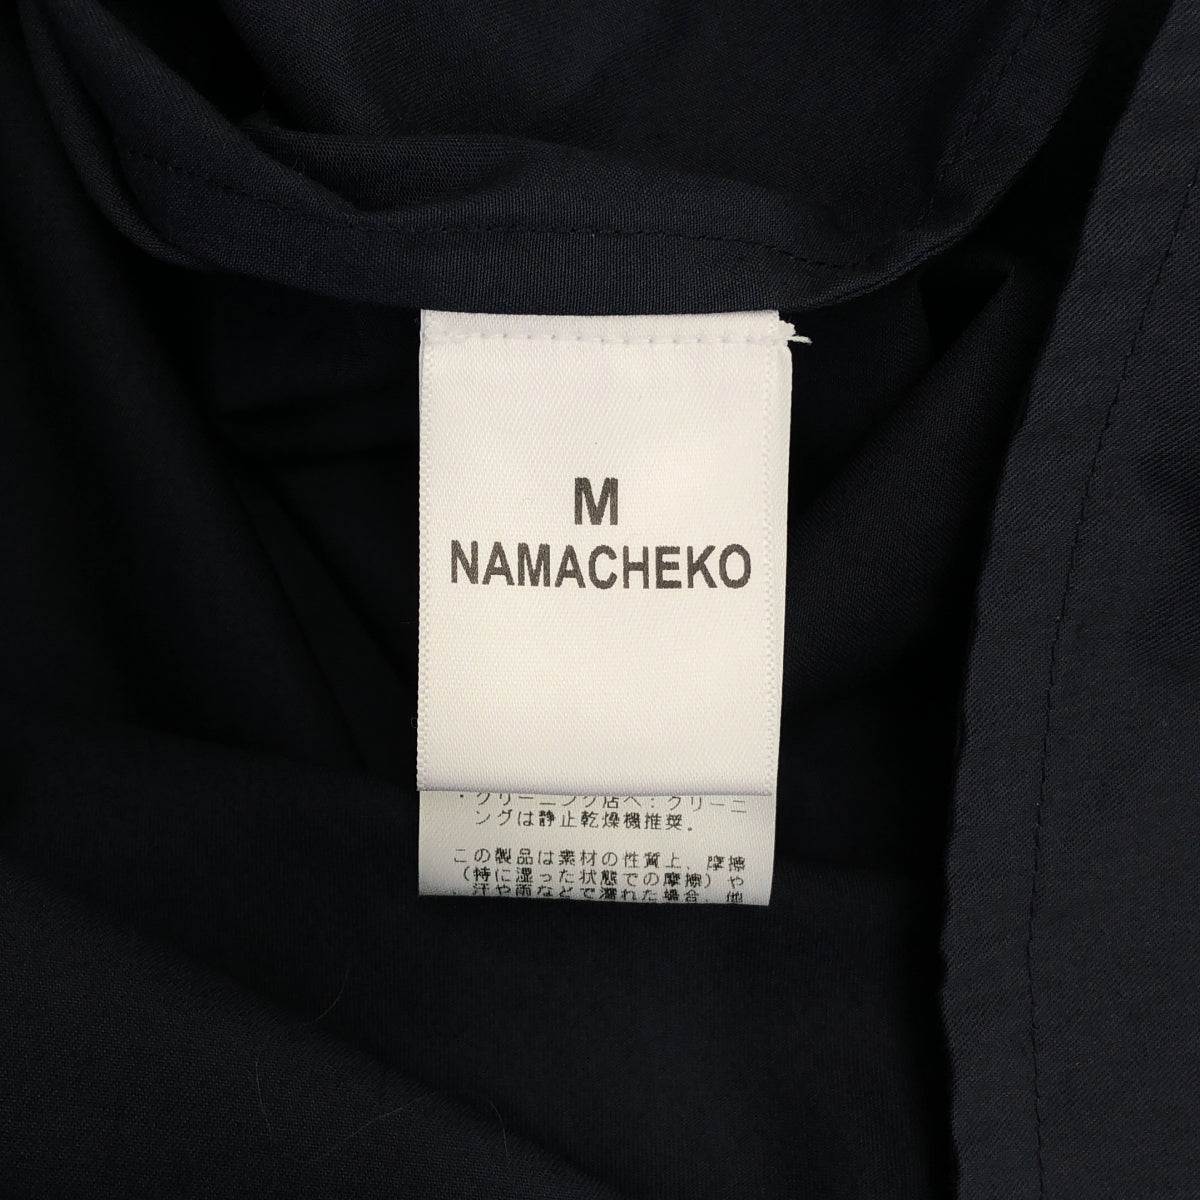 M
NAMACHEKO
・クリーニング店へ：クリーニ
ングは静止乾燥機推奨。
この製品は素材の性質上、摩擦
（特に湿った状態での摩擦）や
、汗や雨などで濡れた場合、他